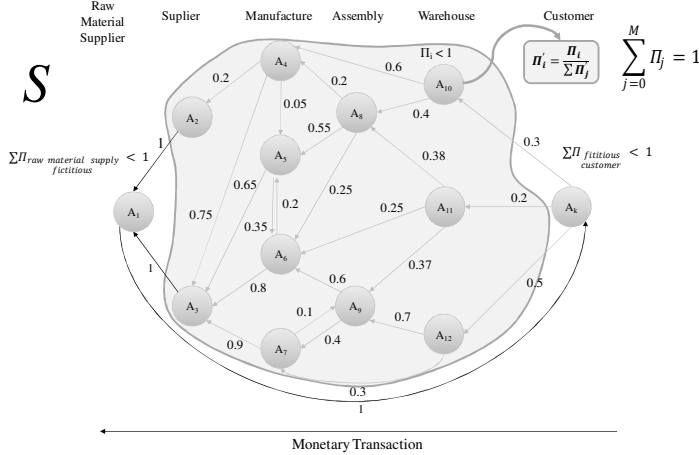 Raw
Material
Supplier
Suplier
Manufacture
Assembly
Warehouse
Customer
S
Πᵢ < 1
Π'ᵢ = Πᵢ / ΣΠ'ⱼ
M
∑ Πⱼ = 1
j=0
A₄
0.6
A₁₀
0.2
0.2
0.05
A₈
0.4
A₂
0.55
0.3
1
∑Π raw material supply < 1
fictitious
A₅
0.38
∑Π fititious < 1
customer
0.65
0.25
0.2
0.75
0.2
0.25
A₁
A₁₁
Aₖ
0.35
A₆
0.37
1
0.8
0.6
0.5
A₃
0.1
A₉
0.7
A₁₂
0.9
0.4
A₇
0.3
1
Monetary Transaction